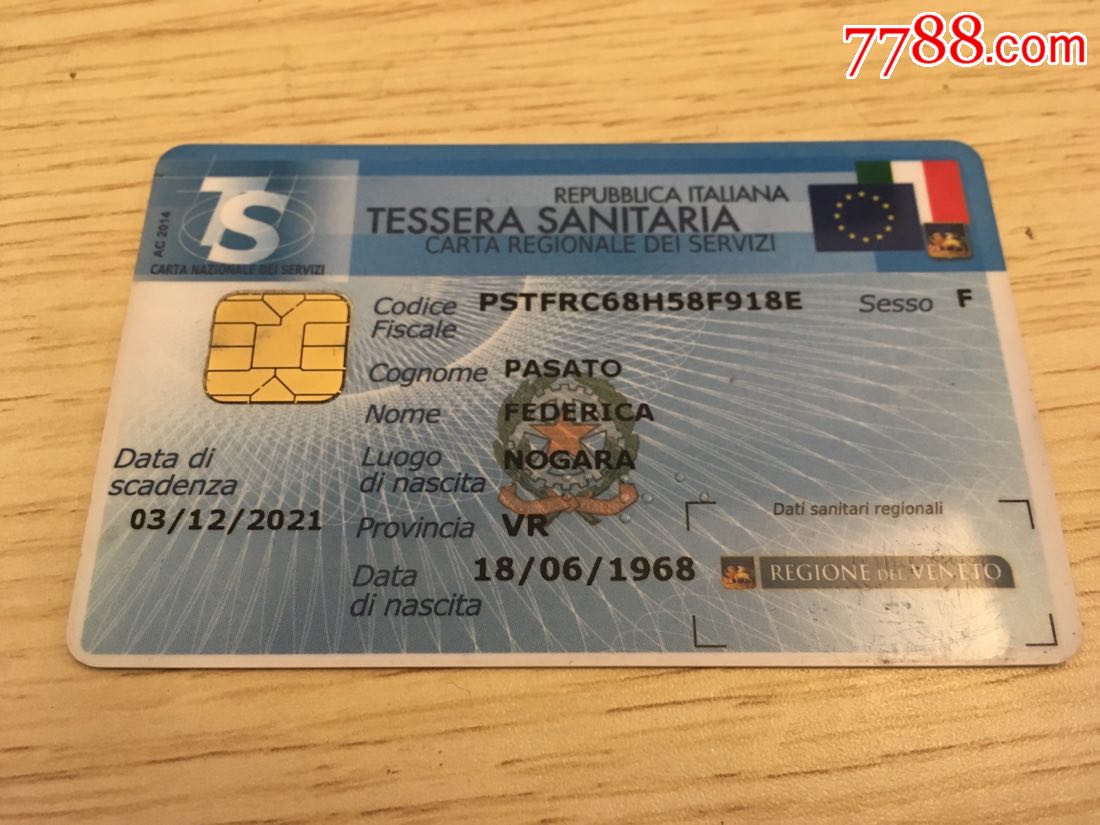 7788.com
TS
AC 2014
CARTA NAZIONALE DEI SERVIZI
REPUBBLICA ITALIANA
TESSERA SANITARIA
CARTA REGIONALE DEI SERVIZI
Codice Fiscale PSTFRC68H58F918E Sesso F
Cognome PASATO
Nome FEDERICA
Luogo di nascita NOGARA
Provincia VR
Data di nascita 18/06/1968
Data di scadenza
03/12/2021
Dati sanitari regionali
REGIONE DEL VENETO